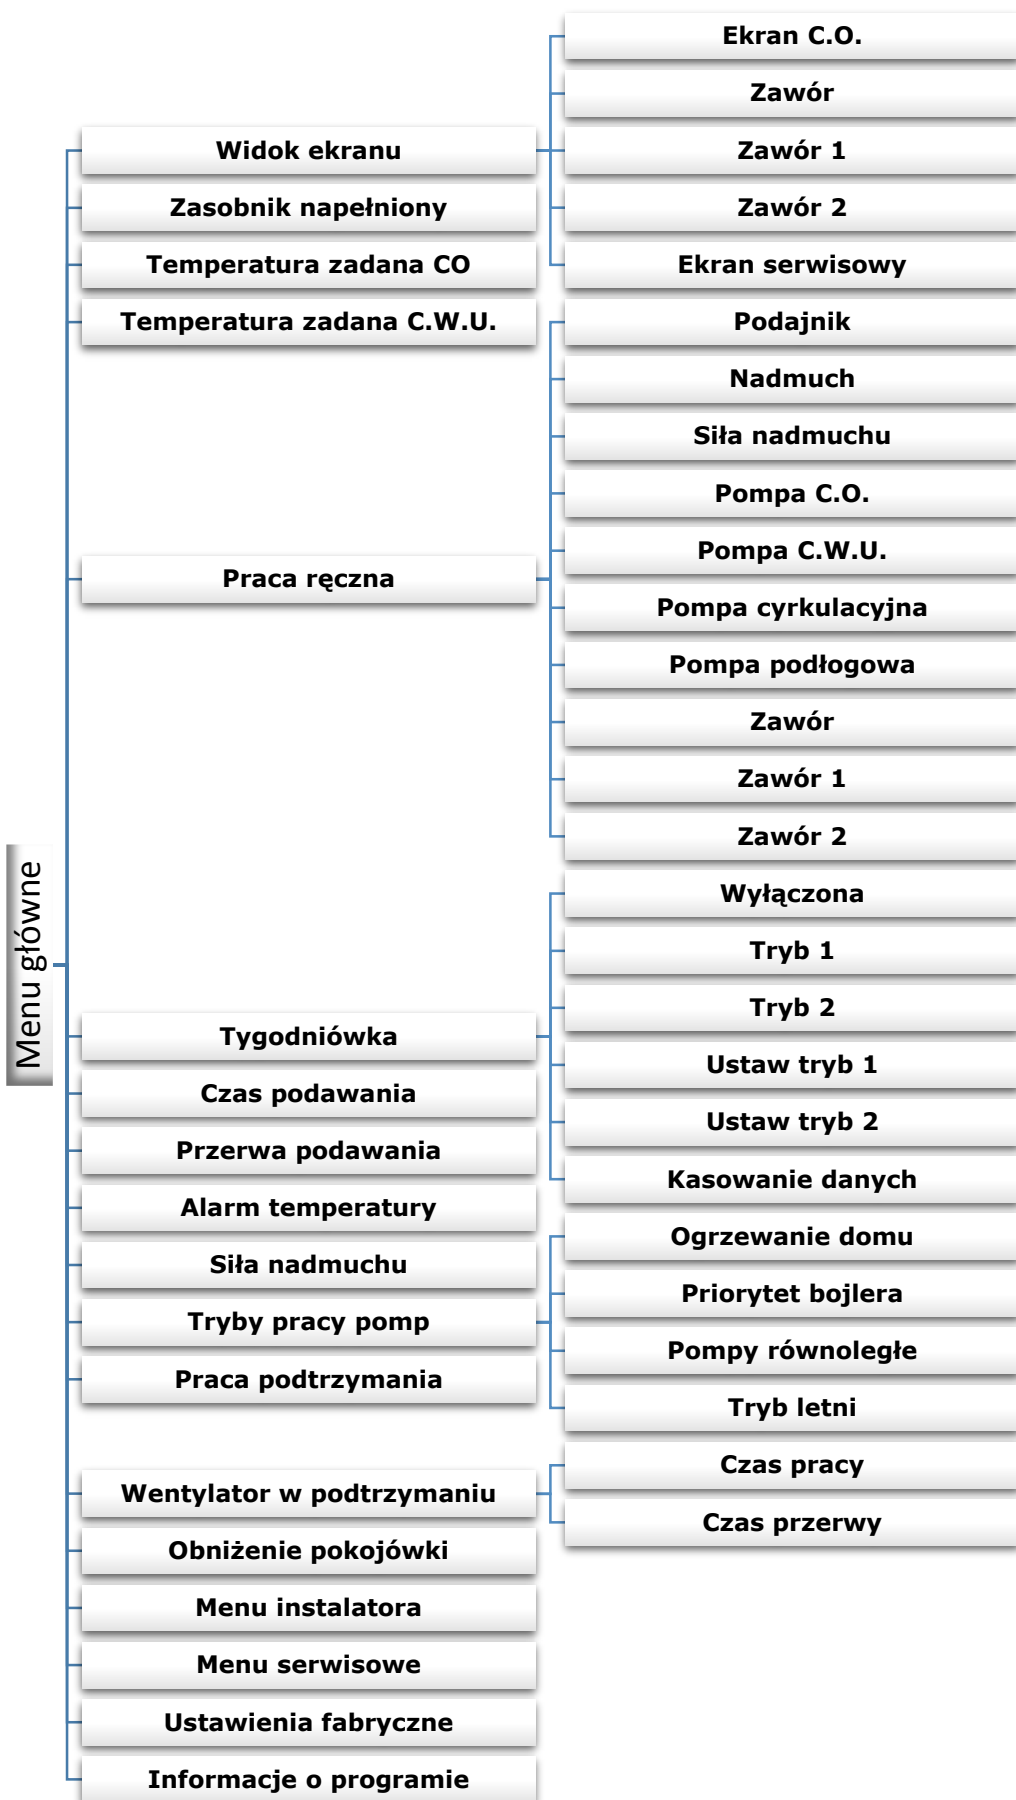 Menu główne
Widok ekranu
Ekran C.O.
Zawór
Zawór 1
Zawór 2
Ekran serwisowy
Zasobnik napełniony
Temperatura zadana CO
Temperatura zadana C.W.U.
Praca ręczna
Podajnik
Nadmuch
Siła nadmuchu
Pompa C.O.
Pompa C.W.U.
Pompa cyrkulacyjna
Pompa podłogowa
Zawór
Zawór 1
Zawór 2
Tygodniówka
Wyłączona
Tryb 1
Tryb 2
Ustaw tryb 1
Ustaw tryb 2
Kasowanie danych
Czas podawania
Przerwa podawania
Alarm temperatury
Siła nadmuchu
Tryby pracy pomp
Ogrzewanie domu
Priorytet bojlera
Pompy równoległe
Tryb letni
Praca podtrzymania
Wentylator w podtrzymaniu
Czas pracy
Czas przerwy
Obniżenie pokojówki
Menu instalatora
Menu serwisowe
Ustawienia fabryczne
Informacje o programie